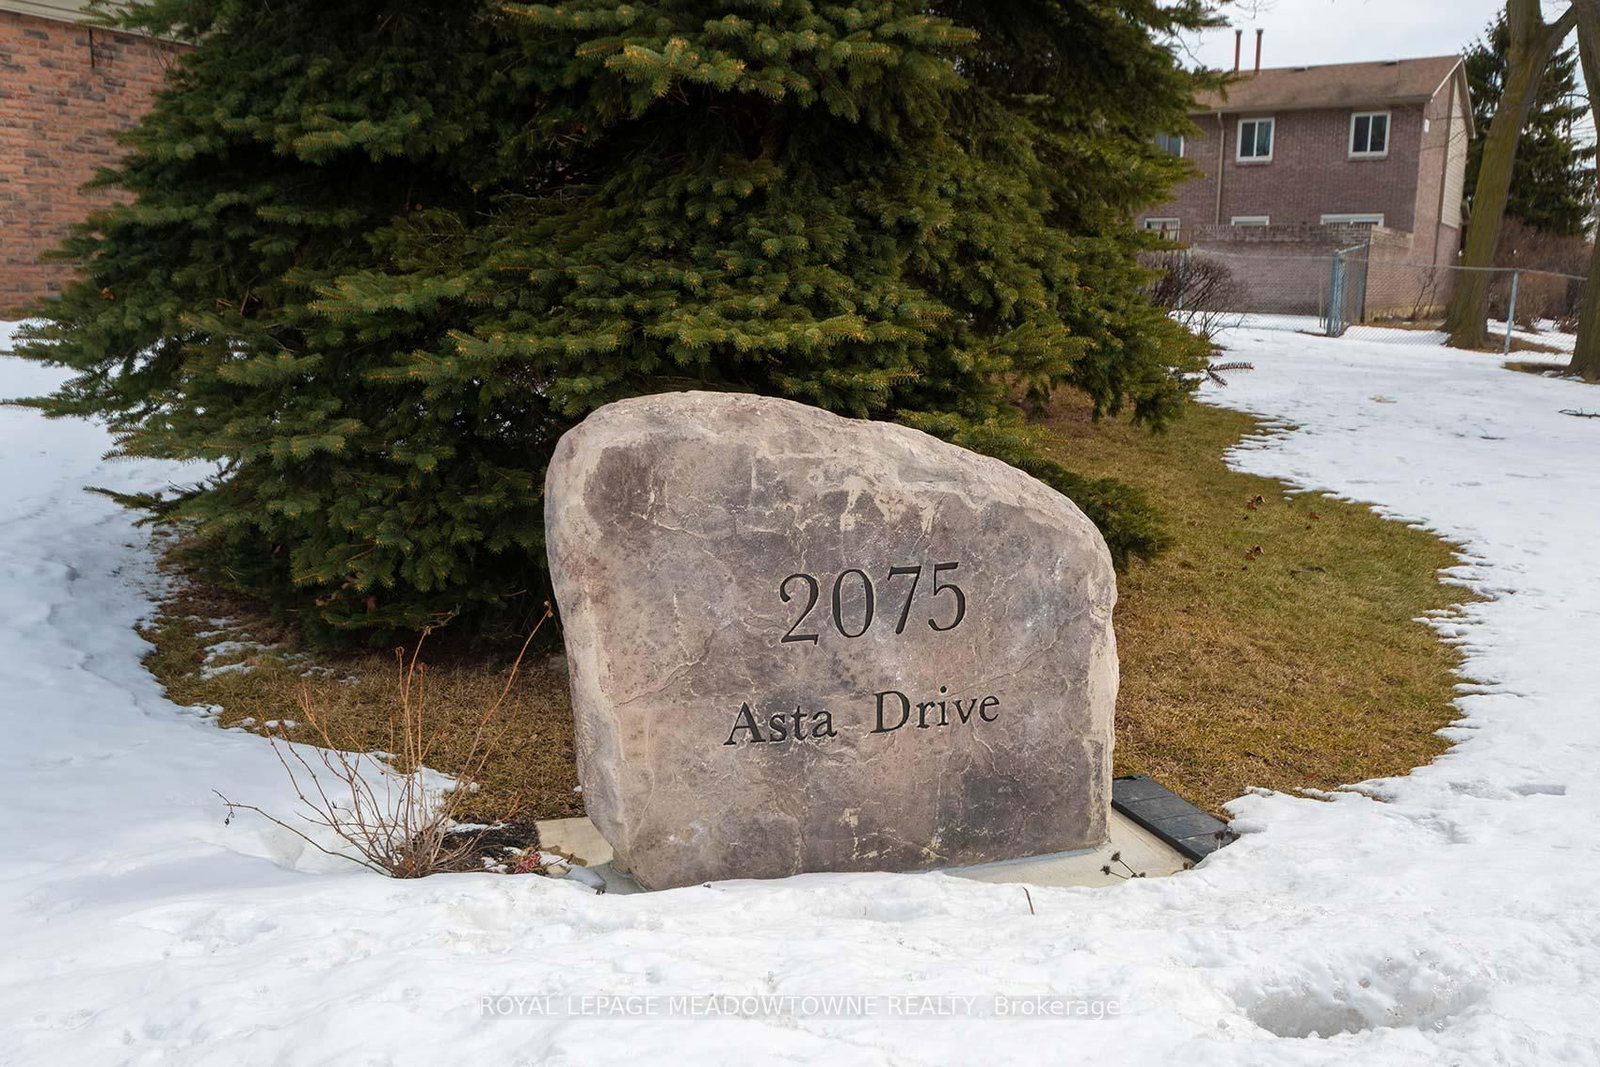 2075
Asta Drive
ROYAL LEPAGE MEADOWTOWNE REALTY, Brokerage